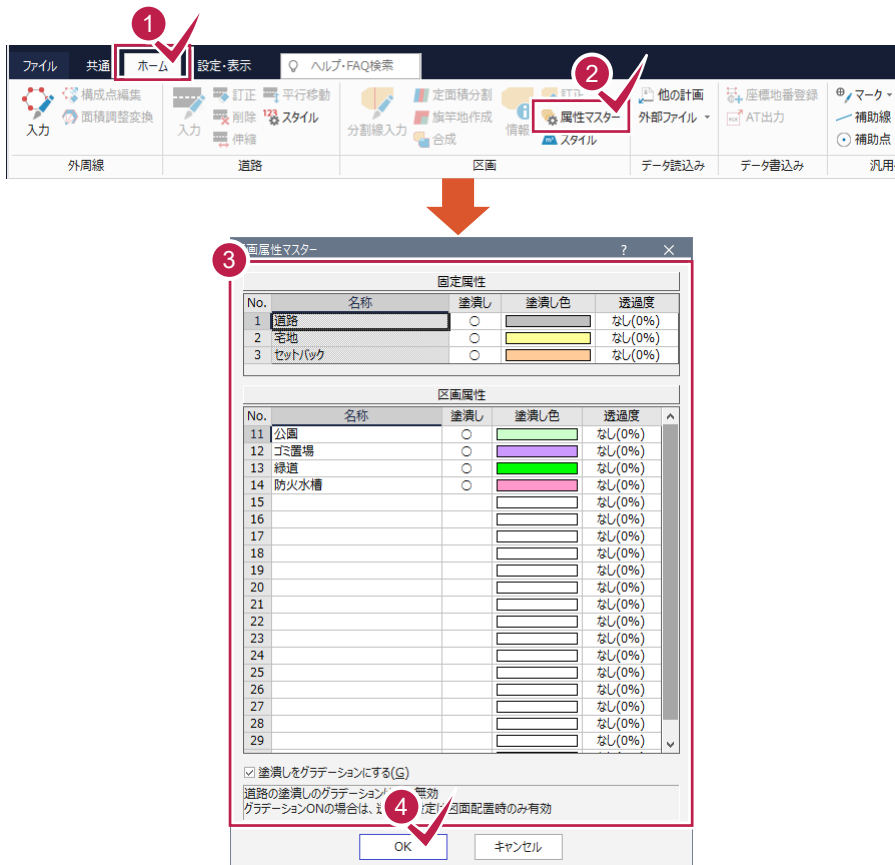 1
ファイル 共通 ホーム 設定・表示 ヘルプ・FAQ検索
2
入力 構成点編集 面積調整変換
外周線
入力 訂正 平行移動 削除 スタイル 伸縮
道路
分割線入力 定面積分割 旗竿地作成 合成 情報 訂正 属性マスター スタイル
区画
他の計画 外部ファイル
データ読込み
座標地番登録 AT出力
データ書込み
マーク 補助線 補助点
汎用
3
画属性マスター ? ×
固定属性
No. 名称 塗潰し 塗潰し色 透過度
1 道路 ○ なし(0%)
2 宅地 ○ なし(0%)
3 セットバック ○ なし(0%)
区画属性
No. 名称 塗潰し 塗潰し色 透過度
11 公園 ○ なし(0%)
12 ゴミ置場 ○ なし(0%)
13 緑道 ○ なし(0%)
14 防火水槽 ○ なし(0%)
15 なし(0%)
16 なし(0%)
17 なし(0%)
18 なし(0%)
19 なし(0%)
20 なし(0%)
21 なし(0%)
22 なし(0%)
23 なし(0%)
24 なし(0%)
25 なし(0%)
26 なし(0%)
27 なし(0%)
28 なし(0%)
29 なし(0%)
塗潰しをグラデーションにする(G)
道路の塗潰しのグラデーション 無効
グラデーションONの場合は、 図面配置時のみ有効
4
OK キャンセル